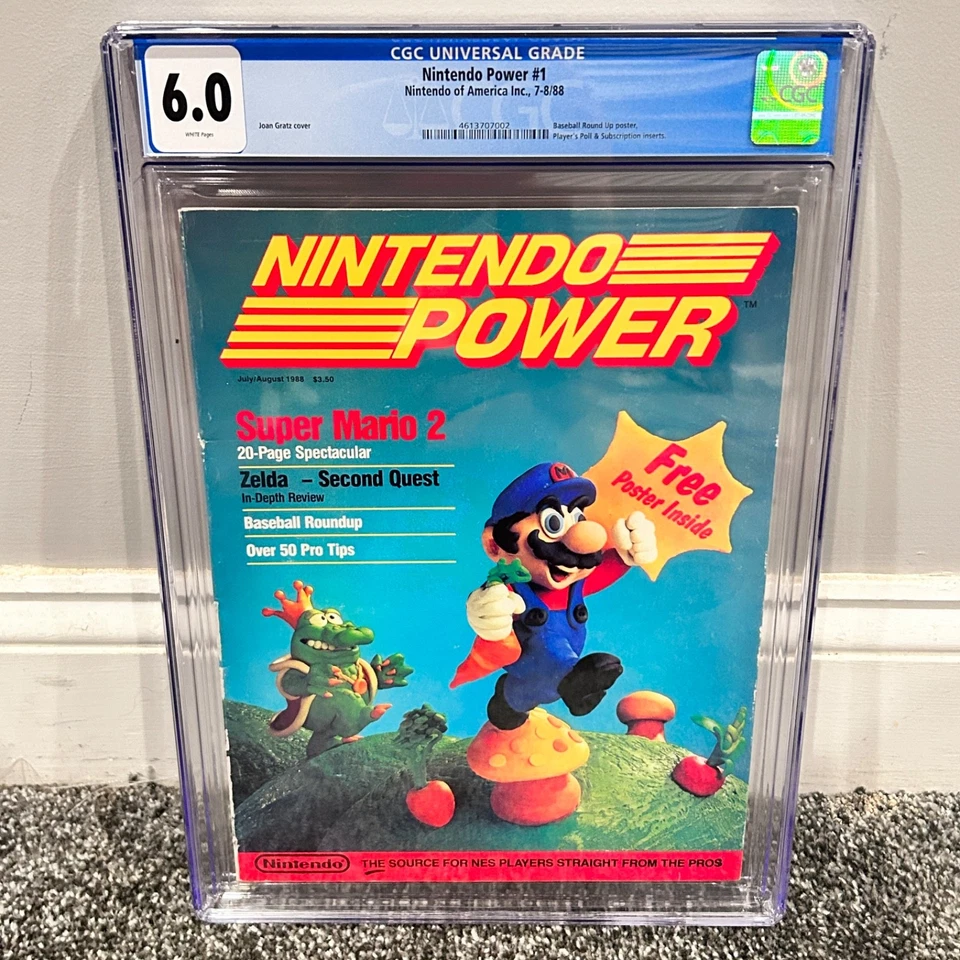 CGC UNIVERSAL GRADE
6.0
WHITE Pages
Nintendo Power #1
Nintendo of America Inc., 7-8/88
Joan Gratz cover
4613707002
Baseball Round Up poster,
Player's Poll & Subscription inserts.
CGC
NINTENDO
POWER
TM
July/August 1988 $3.50
Super Mario 2
20-Page Spectacular
Zelda – Second Quest
In-Depth Review
Baseball Roundup
Over 50 Pro Tips
Free
Poster Inside
M
Nintendo THE SOURCE FOR NES PLAYERS STRAIGHT FROM THE PROS